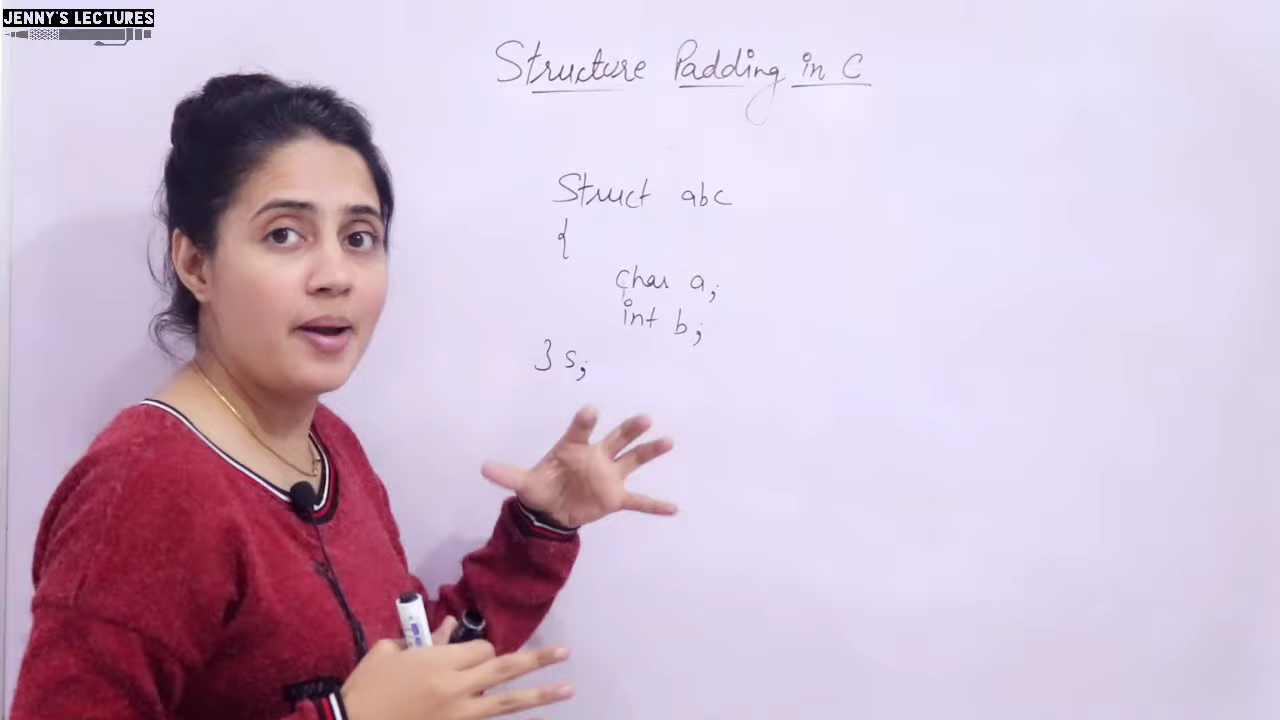 JENNY'S LECTURES
Structure Padding in C
Struct abc
{
char a;
int b;
} s;